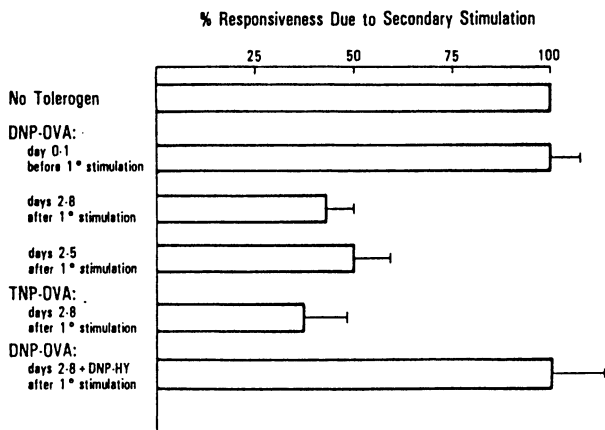 % Responsiveness Due to Secondary Stimulation
25 50 75 100
No Tolerogen
DNP-OVA:
day 0-1
before 1° stimulation
days 2-8
after 1° stimulation
days 2-5
after 1° stimulation
TNP-OVA:
days 2-8
after 1° stimulation
DNP-OVA:
days 2-8 + DNP-HY
after 1° stimulation